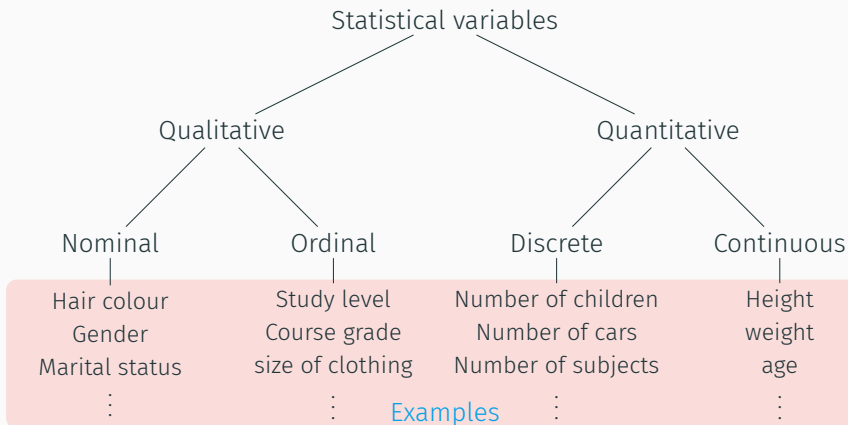 Statistical variables
Qualitative Quantitative
Nominal Ordinal Discrete Continuous
Hair colour Study level Number of children Height
Gender Course grade Number of cars weight
Marital status size of clothing Number of subjects age
⋮ ⋮ ⋮ ⋮
Examples